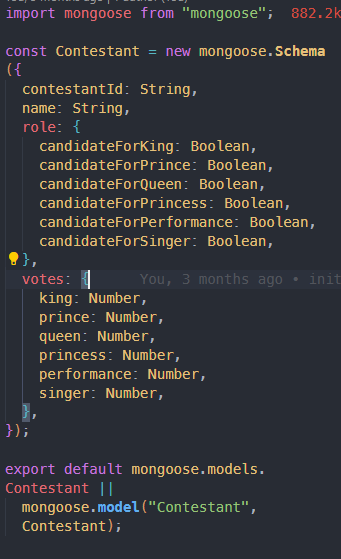 import mongoose from "mongoose";  882.2k
const Contestant = new mongoose.Schema
({
  contestantId: String,
  name: String,
  role: {
    candidateForKing: Boolean,
    candidateForPrince: Boolean,
    candidateForQueen: Boolean,
    candidateForPrincess: Boolean,
    candidateForPerformance: Boolean,
    candidateForSinger: Boolean,
  },
  votes: {      You, 3 months ago • init
    king: Number,
    prince: Number,
    queen: Number,
    princess: Number,
    performance: Number,
    singer: Number,
  },
});
export default mongoose.models.
Contestant ||
  mongoose.model("Contestant",
  Contestant);